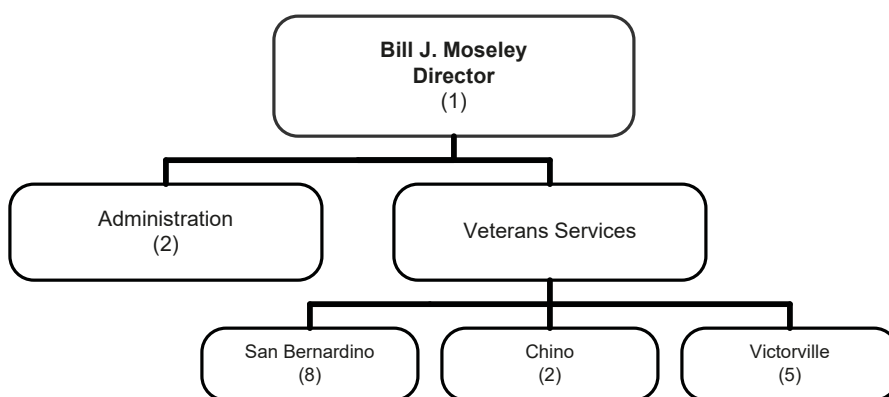 Bill J. Moseley
Director
(1)
Administration
(2)
Veterans Services
San Bernardino
(8)
Chino
(2)
Victorville
(5)